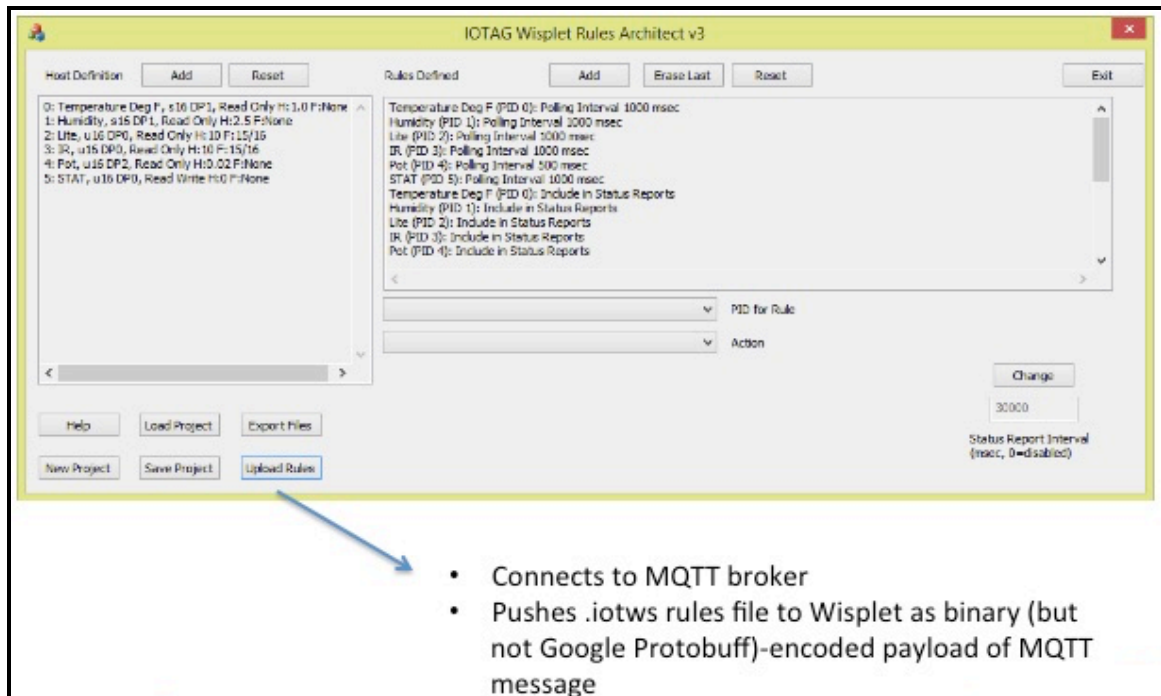 IOTAG Wisplet Rules Architect v3
Host Definition Add Reset
0: Temperature Deg F, s16 DP1, Read Only H:1.0 F:None
1: Humidity, s16 DP1, Read Only H:2.5 F:None
2: Lite, u16 DP0, Read Only H:10 F:15/16
3: IR, u16 DP0, Read Only H:10 F:15/16
4: Pot, u16 DP2, Read Only H:0.02 F:None
5: STAT, u16 DP0, Read Write H:0 F:None
Rules Defined Add Erase Last Reset Exit
Temperature Deg F (PID 0): Polling Interval 1000 msec
Humidity (PID 1): Polling Interval 1000 msec
Lite (PID 2): Polling Interval 1000 msec
IR (PID 3): Polling Interval 1000 msec
Pot (PID 4): Polling Interval 500 msec
STAT (PID 5): Polling Interval 1000 msec
Temperature Deg F (PID 0): Include in Status Reports
Humidity (PID 1): Include in Status Reports
Lite (PID 2): Include in Status Reports
IR (PID 3): Include in Status Reports
Pot (PID 4): Include in Status Reports
PID for Rule
Action
Change
30000
Status Report Interval
(msec, 0=disabled)
Help Load Project Export Files
New Project Save Project Upload Rules
• Connects to MQTT broker
• Pushes .iotws rules file to Wisplet as binary (but
not Google Protobuff)-encoded payload of MQTT
message